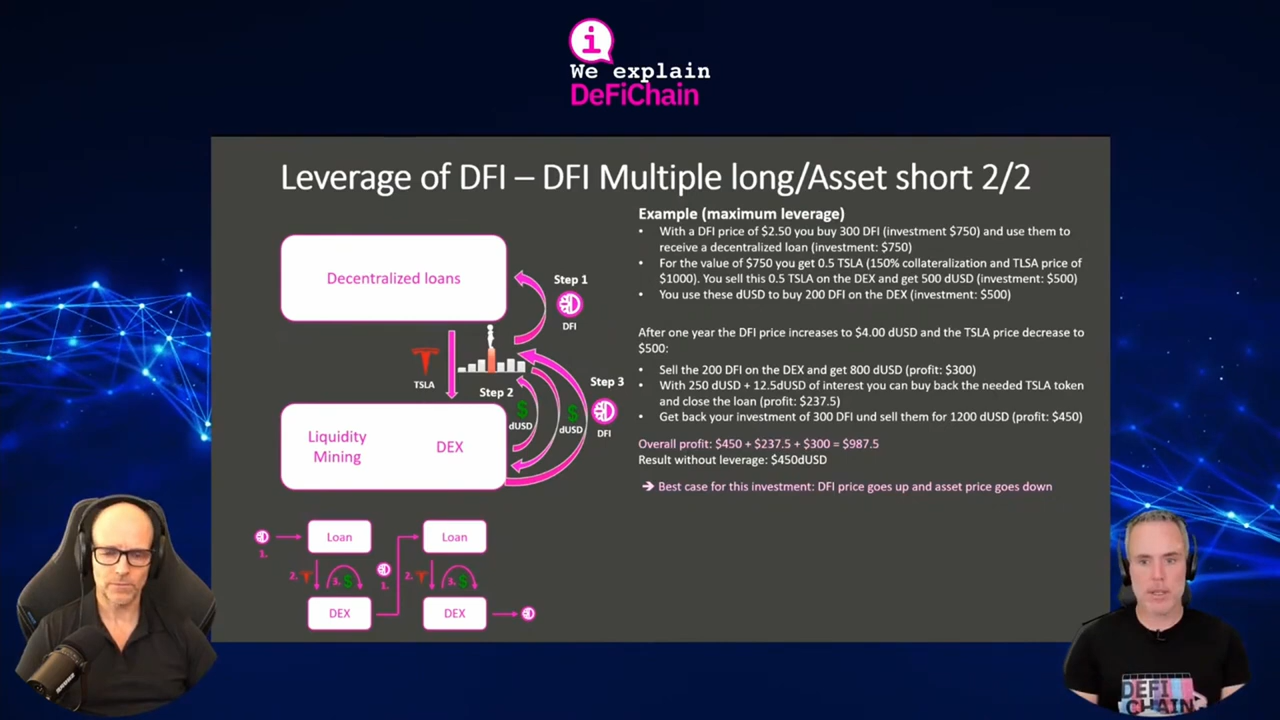 i
We explain
DeFiChain
Leverage of DFI – DFI Multiple long/Asset short 2/2
Decentralized loans
Step 1
DFI
TSLA
Step 2
dUSD
dUSD
Step 3
DFI
Liquidity
Mining
DEX
Example (maximum leverage)
• With a DFI price of $2.50 you buy 300 DFI (investment $750) and use them to
receive a decentralized loan (investment: $750)
• For the value of $750 you get 0.5 TSLA (150% collateralization and TLSA price of
$1000). You sell this 0.5 TSLA on the DEX and get 500 dUSD (investment: $500)
• You use these dUSD to buy 200 DFI on the DEX (investment: $500)
After one year the DFI price increases to $4.00 dUSD and the TSLA price decrease to
$500:
• Sell the 200 DFI on the DEX and get 800 dUSD (profit: $300)
• With 250 dUSD + 12.5dUSD of interest you can buy back the needed TSLA token
and close the loan (profit: $237.5)
• Get back your investment of 300 DFI und sell them for 1200 dUSD (profit: $450)
Overall profit: $450 + $237.5 + $300 = $987.5
Result without leverage: $450dUSD
➔ Best case for this investment: DFI price goes up and asset price goes down
Loan
Loan
1.
2.
3. $
1.
2.
3. $
DEX
DEX
DEFI
CHAIN